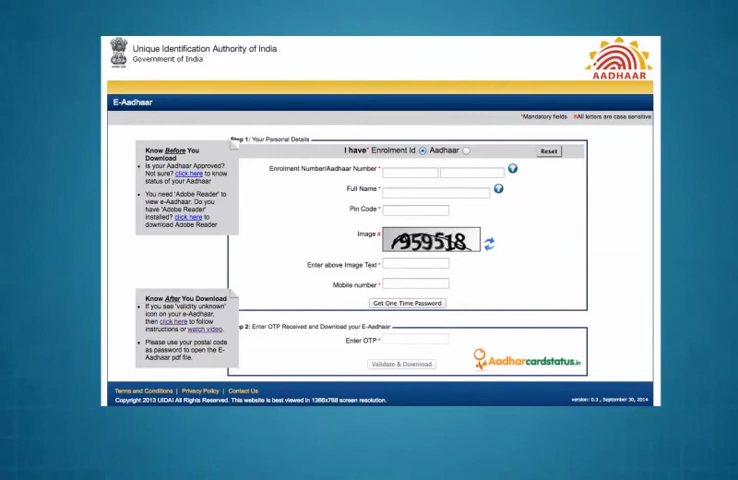 Unique Identification Authority of India
Government of India
AADHAAR
E-Aadhaar
*Mandatory fields #All letters are case sensitive
Know Before You
Download
Is your Aadhaar Approved?
Not sure? click here to know
status of your Aadhaar
You need 'Adobe Reader' to
view e-Aadhaar. Do you
have 'Adobe Reader'
installed? click here to
download Adobe Reader
1: Your Personal Details
I have* Enrolment Id Aadhaar
Reset
Enrolment Number/Aadhaar Number *
Full Name *
Pin Code *
Image #
959518
Enter above Image Text *
Mobile number *
Get One Time Password
Know After You Download
If you see 'validity unknown'
icon on your e-Aadhaar,
then click here to follow
instructions or watch video.
Please use your postal code
as password to open the E-
Aadhaar pdf file.
2: Enter OTP Received and Download your E-Aadhaar
Enter OTP *
Validate & Download
Aadharcardstatus.in
Terms and Conditions | Privacy Policy | Contact Us
Copyright 2013 UIDAI All Rights Reserved. This website is best viewed in 1366x768 screen resolution.
version: 0.3 , September 30, 2014